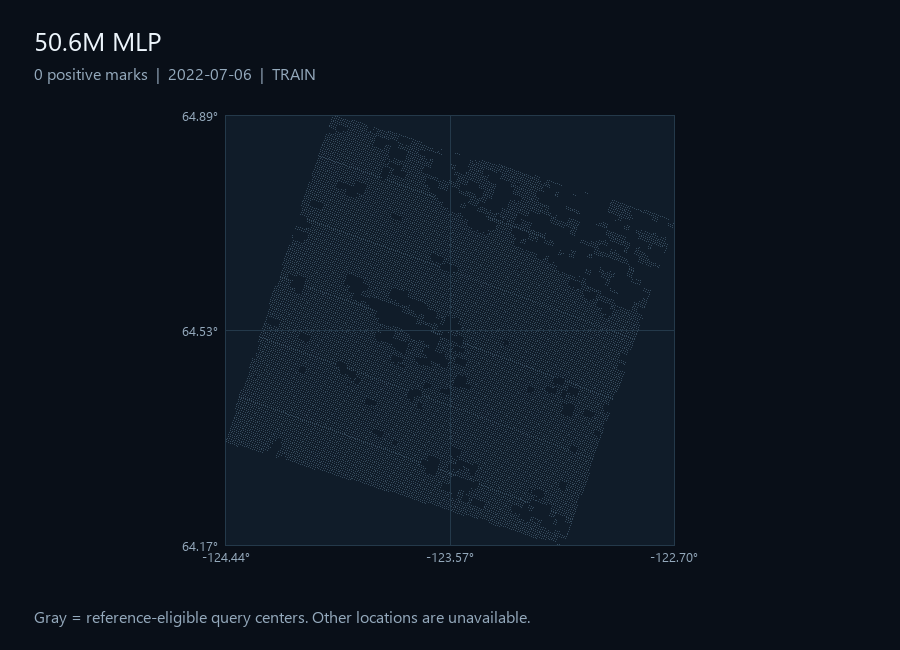 50.6M MLP
0 positive marks | 2022-07-06 | TRAIN
64.89°
64.53°
64.17°
-124.44° -123.57° -122.70°
Gray = reference-eligible query centers. Other locations are unavailable.